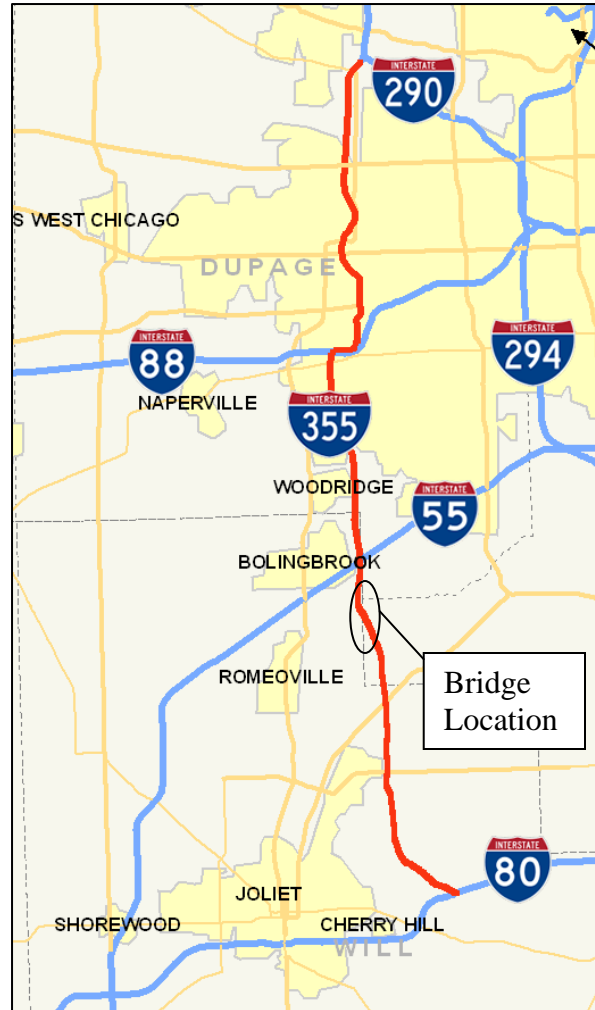 INTERSTATE
290
S WEST CHICAGO
DUPAGE
INTERSTATE
88
INTERSTATE
294
NAPERVILLE
INTERSTATE
355
WOODRIDGE
INTERSTATE
55
BOLINGBROOK
ROMEOVILLE
Bridge
Location
INTERSTATE
80
JOLIET
SHOREWOOD
CHERRY HILL
WILL